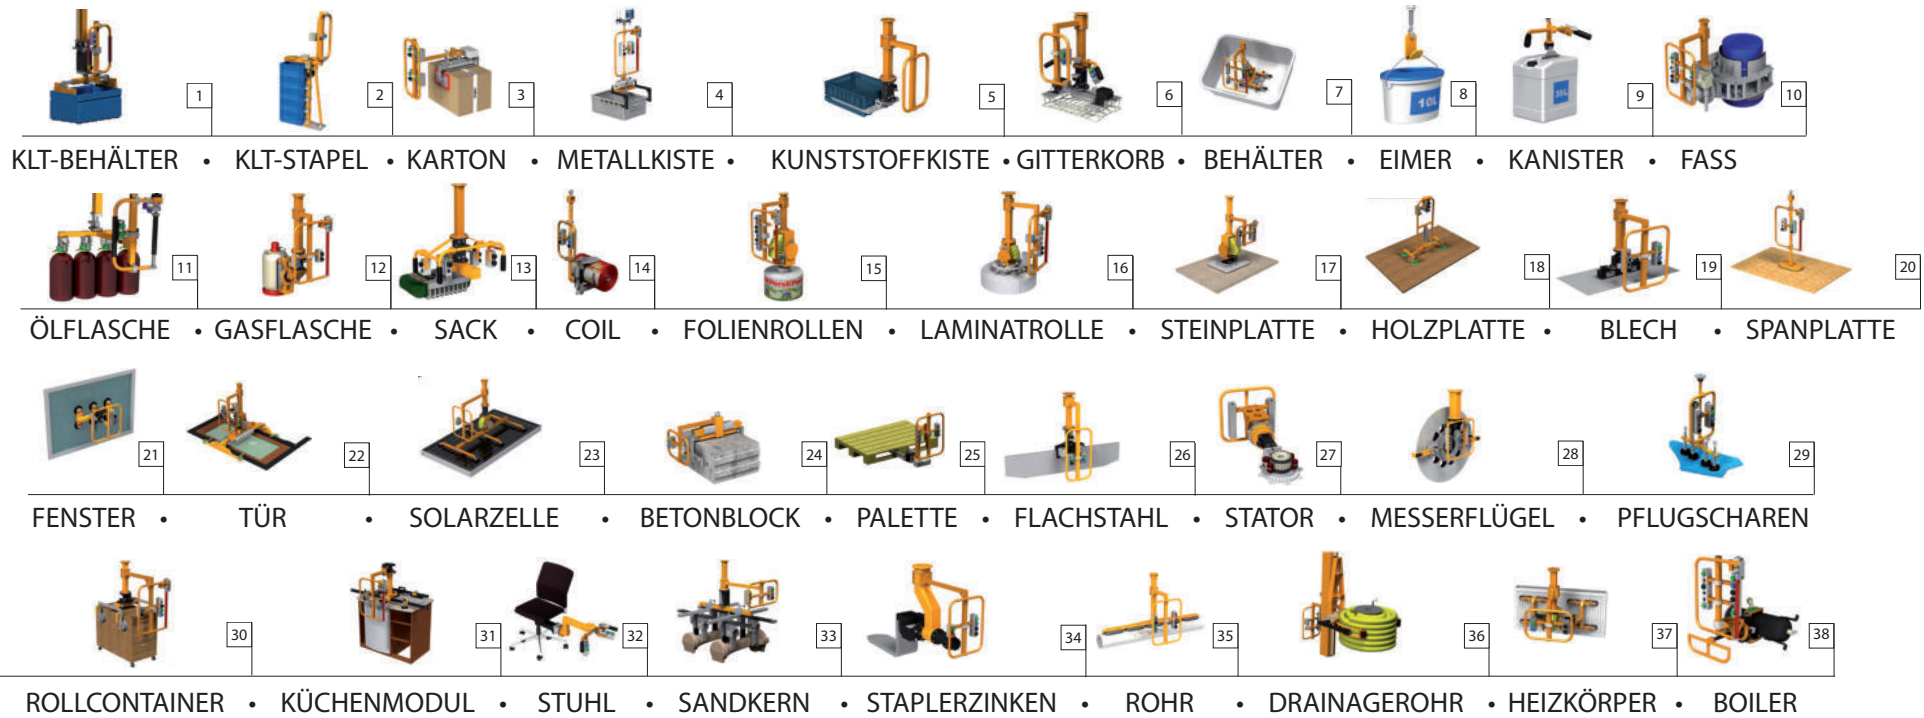 1 2 3 4 5 6 7 8 9 10
10L
30L
KLT-BEHÄLTER • KLT-STAPEL • KARTON • METALLKISTE • KUNSTSTOFFKISTE • GITTERKORB • BEHÄLTER • EIMER • KANISTER • FASS
11 12 13 14 15 16 17 18 19 20
ÖLFLASCHE • GASFLASCHE • SACK • COIL • FOLIENROLLEN • LAMINATROLLE • STEINPLATTE • HOLZPLATTE • BLECH • SPANPLATTE
21 22 23 24 25 26 27 28 29
FENSTER • TÜR • SOLARZELLE • BETONBLOCK • PALETTE • FLACHSTAHL • STATOR • MESSERFLÜGEL • PFLUGSCHAREN
30 31 32 33 34 35 36 37 38
ROLLCONTAINER • KÜCHENMODUL • STUHL • SANDKERN • STAPLERZINKEN • ROHR • DRAINAGEROHR • HEIZKÖRPER • BOILER